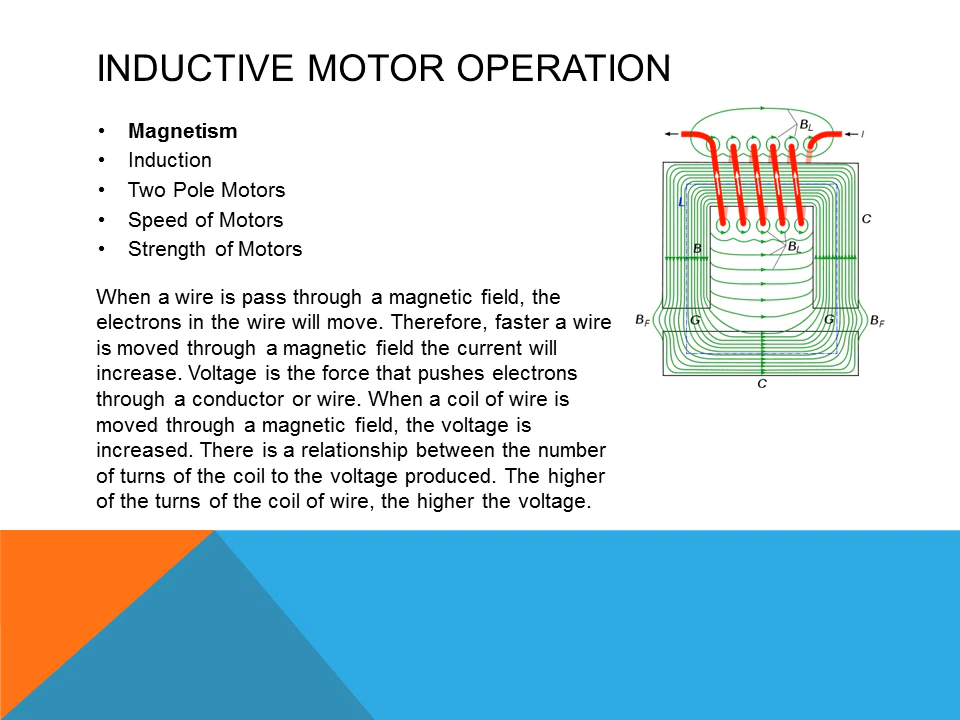 INDUCTIVE MOTOR OPERATION
• Magnetism
• Induction
• Two Pole Motors
• Speed of Motors
• Strength of Motors
When a wire is pass through a magnetic field, the
electrons in the wire will move. Therefore, faster a wire
is moved through a magnetic field the current will
increase. Voltage is the force that pushes electrons
through a conductor or wire. When a coil of wire is
moved through a magnetic field, the voltage is
increased. There is a relationship between the number
of turns of the coil to the voltage produced. The higher
of the turns of the coil of wire, the higher the voltage.
BL
I
L
C
B
BL
BF
G
G
BF
C